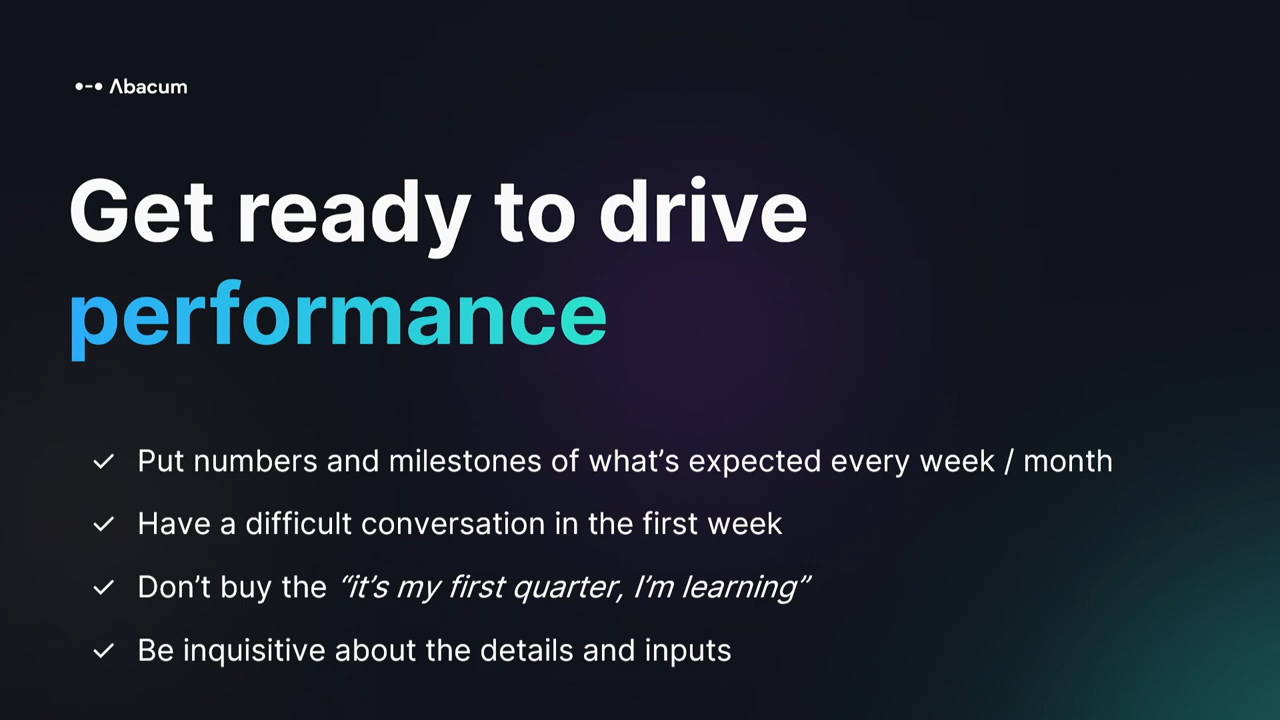 Abacum
Get ready to drive
performance
Put numbers and milestones of what’s expected every week / month
Have a difficult conversation in the first week
Don’t buy the “it’s my first quarter, I’m learning”
Be inquisitive about the details and inputs